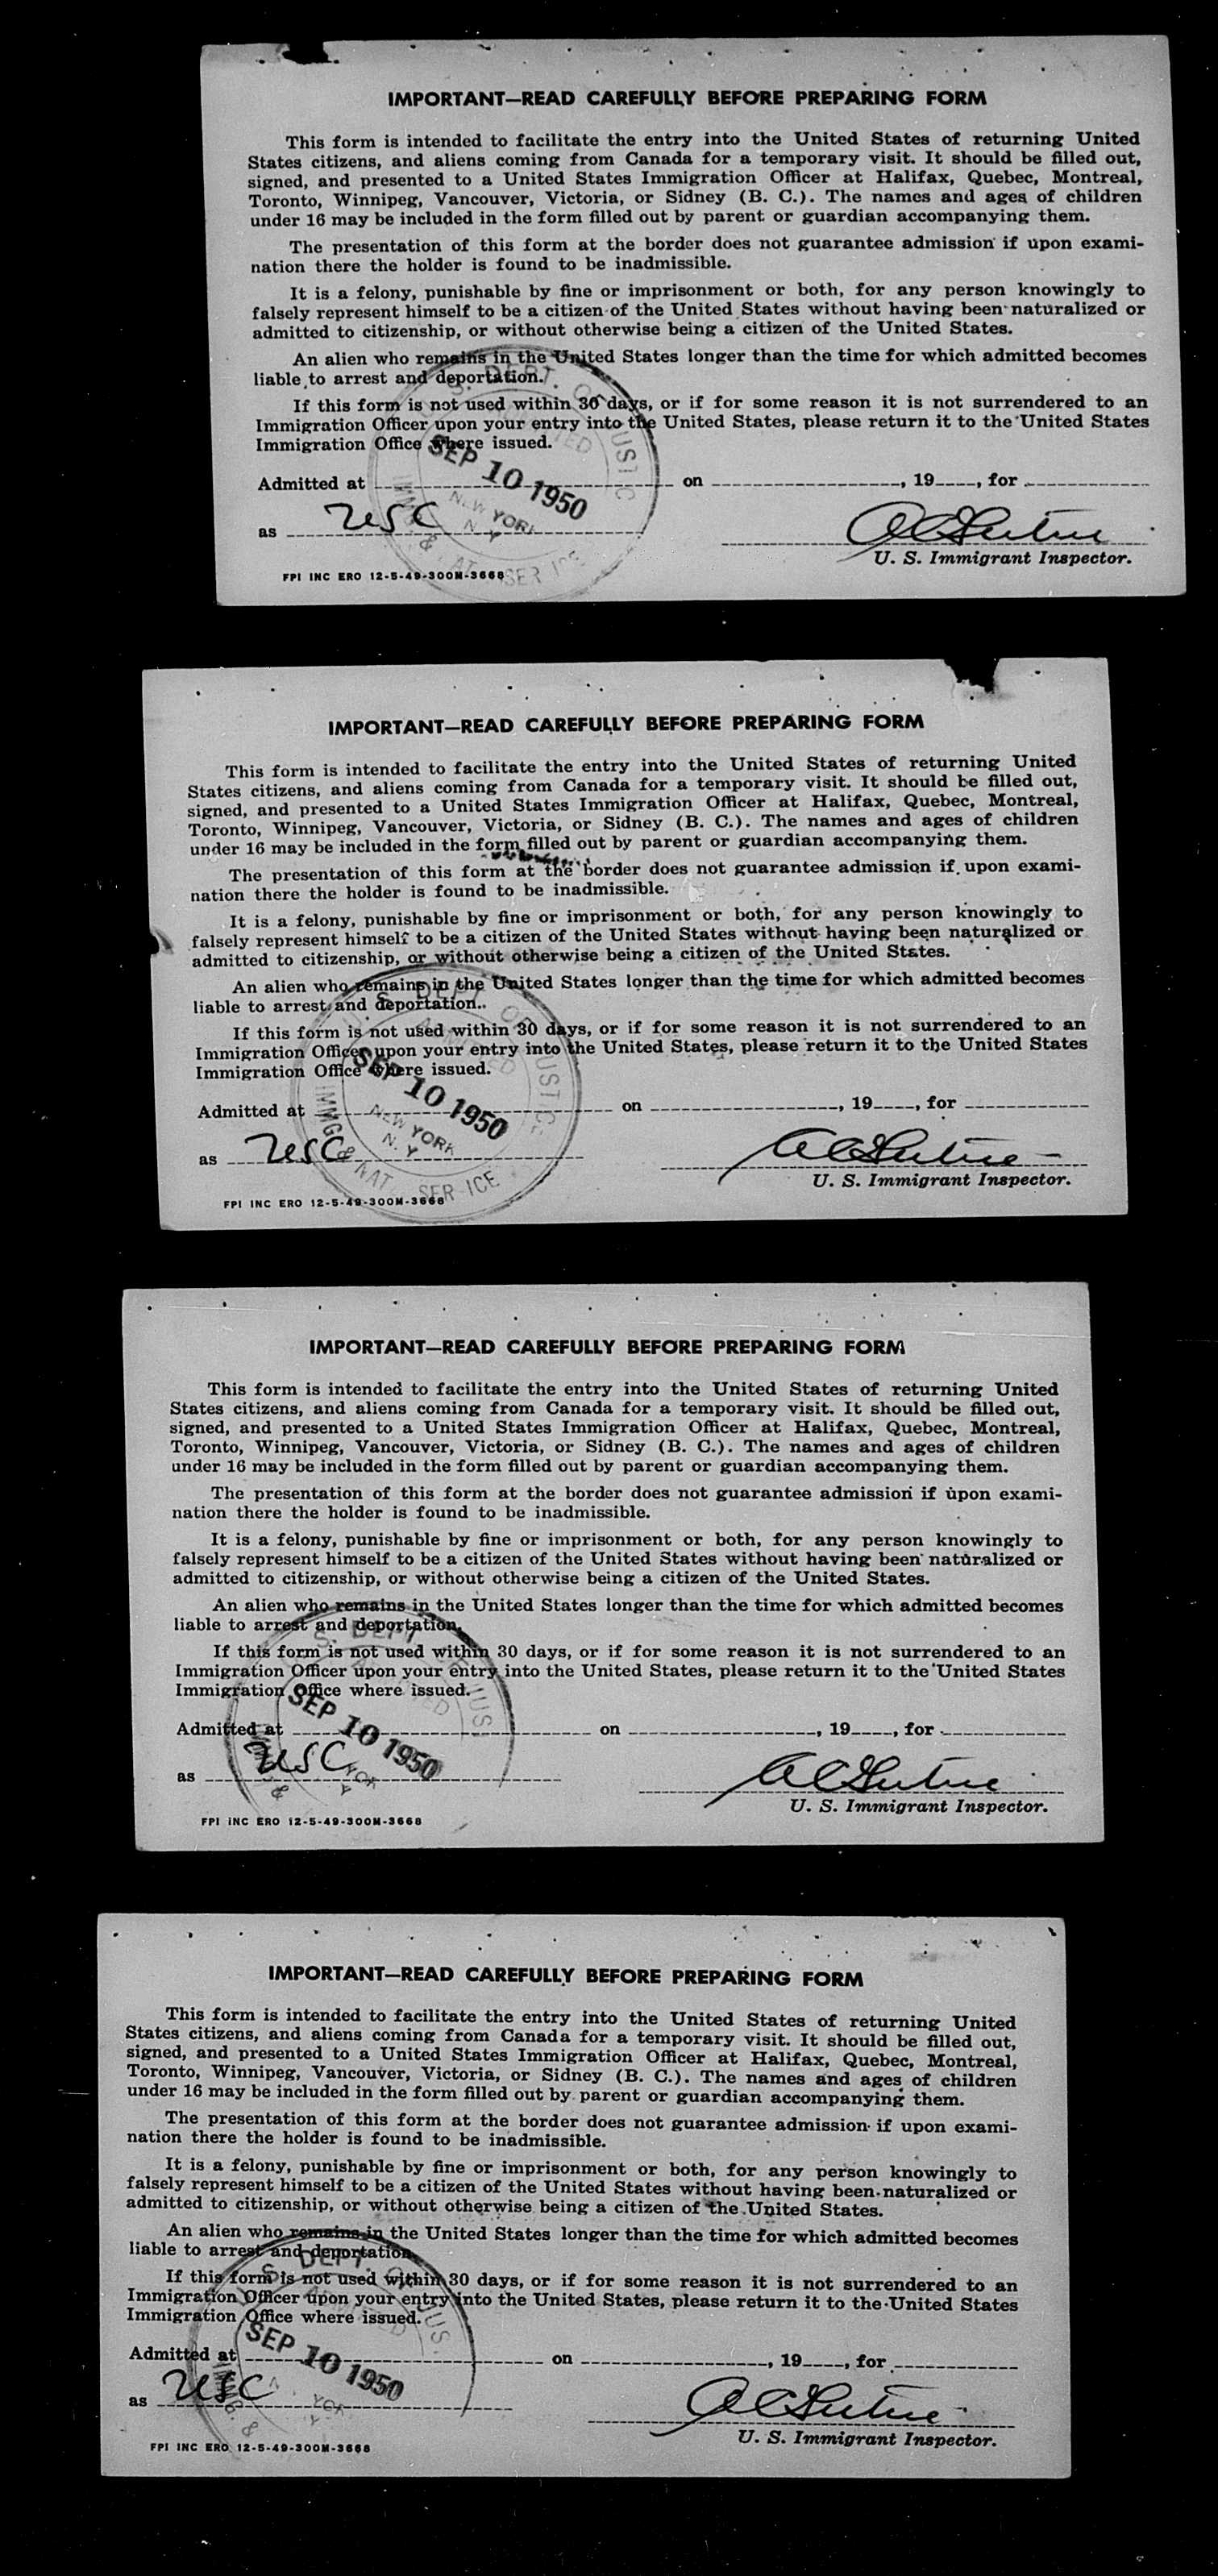 IMPORTANT—READ CAREFULLY BEFORE PREPARING FORM
This form is intended to facilitate the entry into the United States of returning United
States citizens, and aliens coming from Canada for a temporary visit. It should be filled out,
signed, and presented to a United States Immigration Officer at Halifax, Quebec, Montreal,
Toronto, Winnipeg, Vancouver, Victoria, or Sidney (B. C.). The names and ages of children
under 16 may be included in the form filled out by parent or guardian accompanying them.
The presentation of this form at the border does not guarantee admission if upon exami-
nation there the holder is found to be inadmissible.
It is a felony, punishable by fine or imprisonment or both, for any person knowingly to
falsely represent himself to be a citizen of the United States without having been naturalized or
admitted to citizenship, or without otherwise being a citizen of the United States.
An alien who remains in the United States longer than the time for which admitted becomes
liable to arrest and deportation.
If this form is not used within 30 days, or if for some reason it is not surrendered to an
Immigration Officer upon your entry into the United States, please return it to the United States
Immigration Office where issued.
S. DEPT. O USTIC
ADMITTED
SEP 10 1950
NEW YORK
N. Y
IMM & AT SER ICE
Admitted at on , 19 , for
as USC
U. S. Immigrant Inspector.
FPI INC ERO 12-5-49-300M-3668
IMPORTANT—READ CAREFULLY BEFORE PREPARING FORM
This form is intended to facilitate the entry into the United States of returning United
States citizens, and aliens coming from Canada for a temporary visit. It should be filled out,
signed, and presented to a United States Immigration Officer at Halifax, Quebec, Montreal,
Toronto, Winnipeg, Vancouver, Victoria, or Sidney (B. C.). The names and ages of children
under 16 may be included in the form filled out by parent or guardian accompanying them.
The presentation of this form at the border does not guarantee admission if upon exami-
nation there the holder is found to be inadmissible.
It is a felony, punishable by fine or imprisonment or both, for any person knowingly to
falsely represent himself to be a citizen of the United States without having been naturalized or
admitted to citizenship, or without otherwise being a citizen of the United States.
An alien who remains in the United States longer than the time for which admitted becomes
liable to arrest and deportation.
If this form is not used within 30 days, or if for some reason it is not surrendered to an
Immigration Officer upon your entry into the United States, please return it to the United States
Immigration Office where issued.
S. DEPT. OF USTICE
ADMITTED
SEP 10 1950
NEW YORK
N. Y
IMMG & NAT SER ICE
Admitted at on , 19 , for
as USC
U. S. Immigrant Inspector.
FPI INC ERO 12-5-49-300M-3668
IMPORTANT—READ CAREFULLY BEFORE PREPARING FORM
This form is intended to facilitate the entry into the United States of returning United
States citizens, and aliens coming from Canada for a temporary visit. It should be filled out,
signed, and presented to a United States Immigration Officer at Halifax, Quebec, Montreal,
Toronto, Winnipeg, Vancouver, Victoria, or Sidney (B. C.). The names and ages of children
under 16 may be included in the form filled out by parent or guardian accompanying them.
The presentation of this form at the border does not guarantee admission if upon exami-
nation there the holder is found to be inadmissible.
It is a felony, punishable by fine or imprisonment or both, for any person knowingly to
falsely represent himself to be a citizen of the United States without having been naturalized or
admitted to citizenship, or without otherwise being a citizen of the United States.
An alien who remains in the United States longer than the time for which admitted becomes
liable to arrest and deportation.
If this form is not used within 30 days, or if for some reason it is not surrendered to an
Immigration Officer upon your entry into the United States, please return it to the United States
Immigration Office where issued.
S. DEPT. OF JUS
SEP 10 1950
Admitted at on , 19 , for
as USC
U. S. Immigrant Inspector.
FPI INC ERO 12-5-49-300M-3668
IMPORTANT—READ CAREFULLY BEFORE PREPARING FORM
This form is intended to facilitate the entry into the United States of returning United
States citizens, and aliens coming from Canada for a temporary visit. It should be filled out,
signed, and presented to a United States Immigration Officer at Halifax, Quebec, Montreal,
Toronto, Winnipeg, Vancouver, Victoria, or Sidney (B. C.). The names and ages of children
under 16 may be included in the form filled out by parent or guardian accompanying them.
The presentation of this form at the border does not guarantee admission if upon exami-
nation there the holder is found to be inadmissible.
It is a felony, punishable by fine or imprisonment or both, for any person knowingly to
falsely represent himself to be a citizen of the United States without having been naturalized or
admitted to citizenship, or without otherwise being a citizen of the United States.
An alien who remains in the United States longer than the time for which admitted becomes
liable to arrest and deportation.
If this form is not used within 30 days, or if for some reason it is not surrendered to an
Immigration Officer upon your entry into the United States, please return it to the United States
Immigration Office where issued.
S. DEPT. O JUS
ADMITTED
SEP 10 1950
Admitted at on , 19 , for
as USC
U. S. Immigrant Inspector.
FPI INC ERO 12-5-49-300M-3668